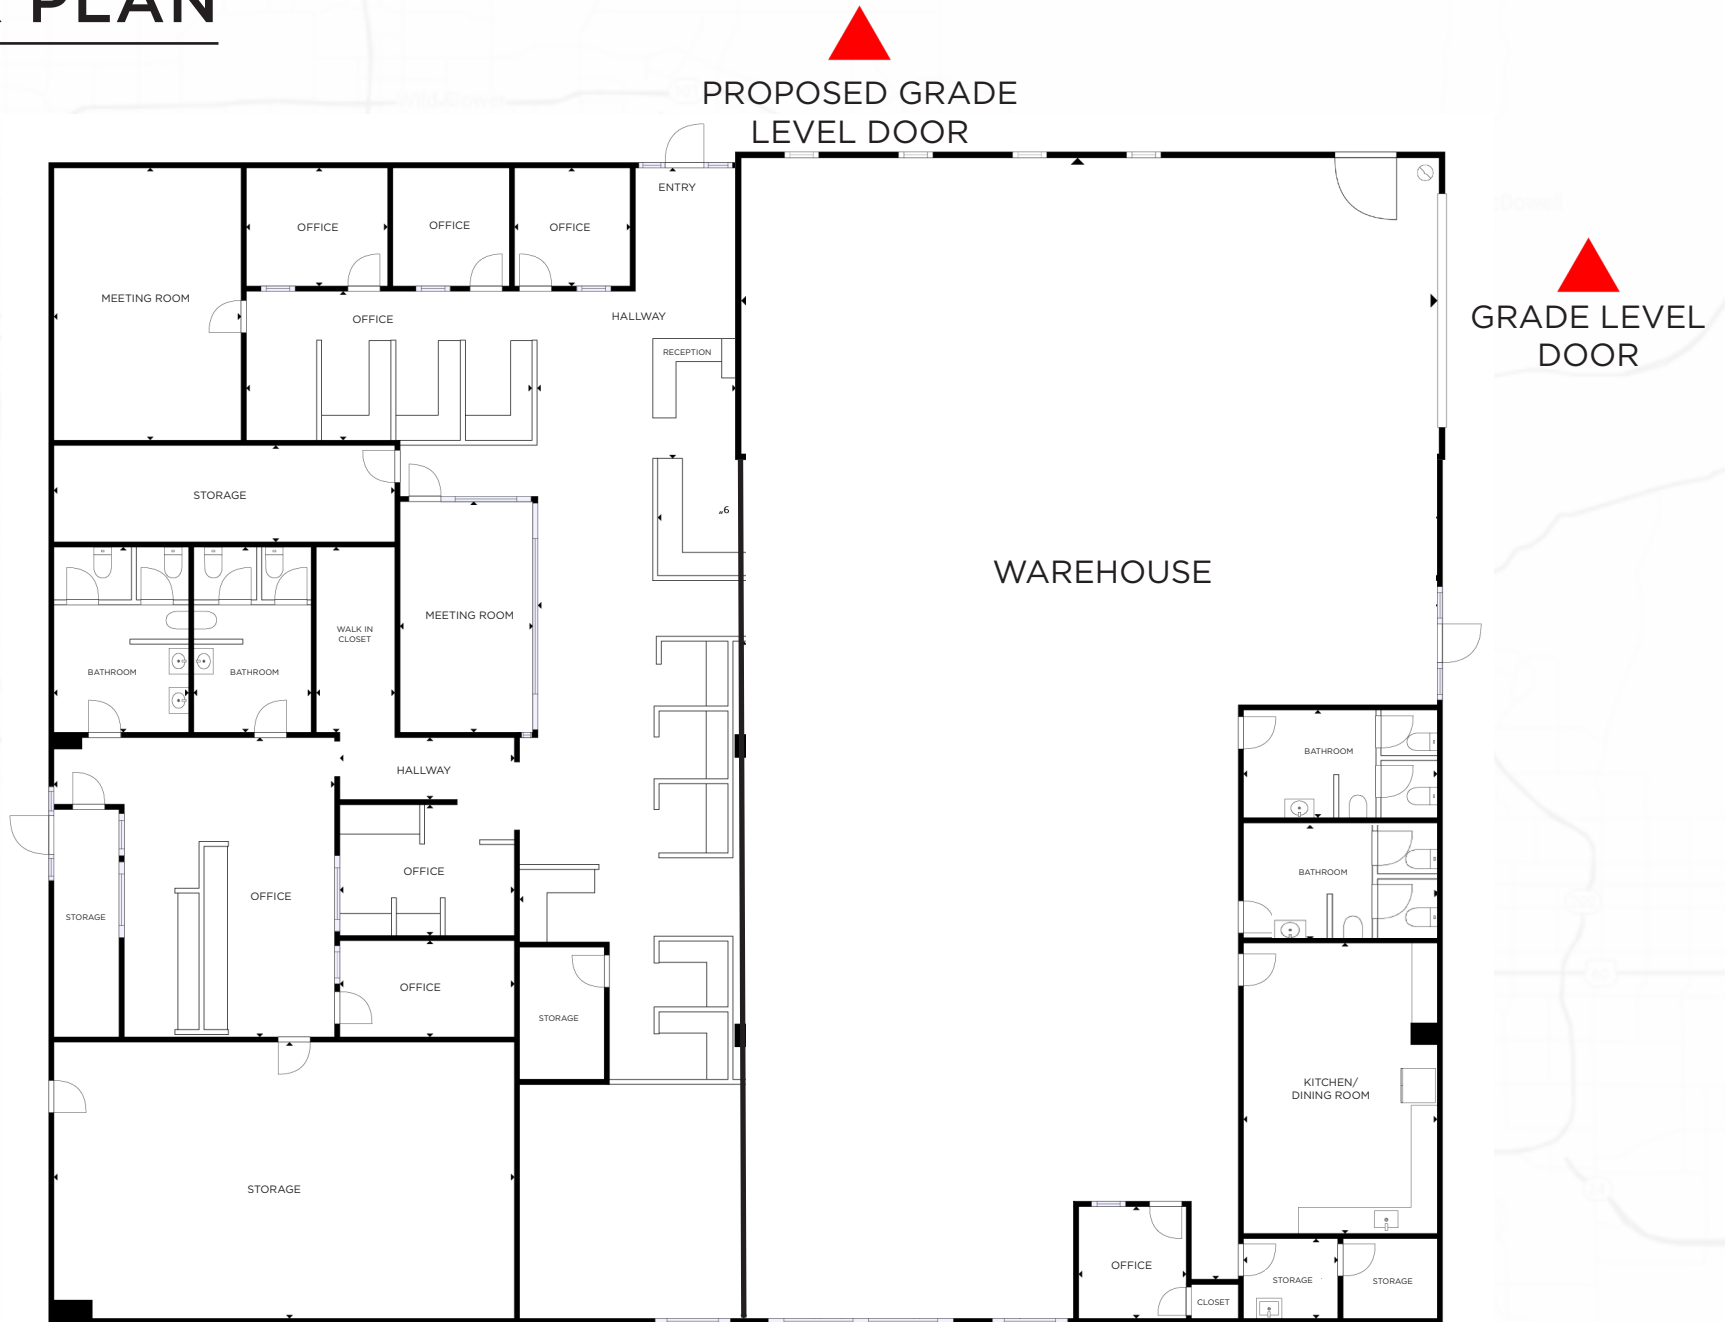 PLAN
PROPOSED GRADE
LEVEL DOOR
ENTRY
OFFICE
OFFICE
OFFICE
MEETING ROOM
OFFICE
HALLWAY
GRADE LEVEL
DOOR
RECEPTION
STORAGE
„6
WAREHOUSE
MEETING ROOM
WALK IN
CLOSET
BATHROOM
BATHROOM
BATHROOM
HALLWAY
OFFICE
BATHROOM
OFFICE
STORAGE
OFFICE
STORAGE
KITCHEN/
DINING ROOM
STORAGE
OFFICE
STORAGE
STORAGE
CLOSET